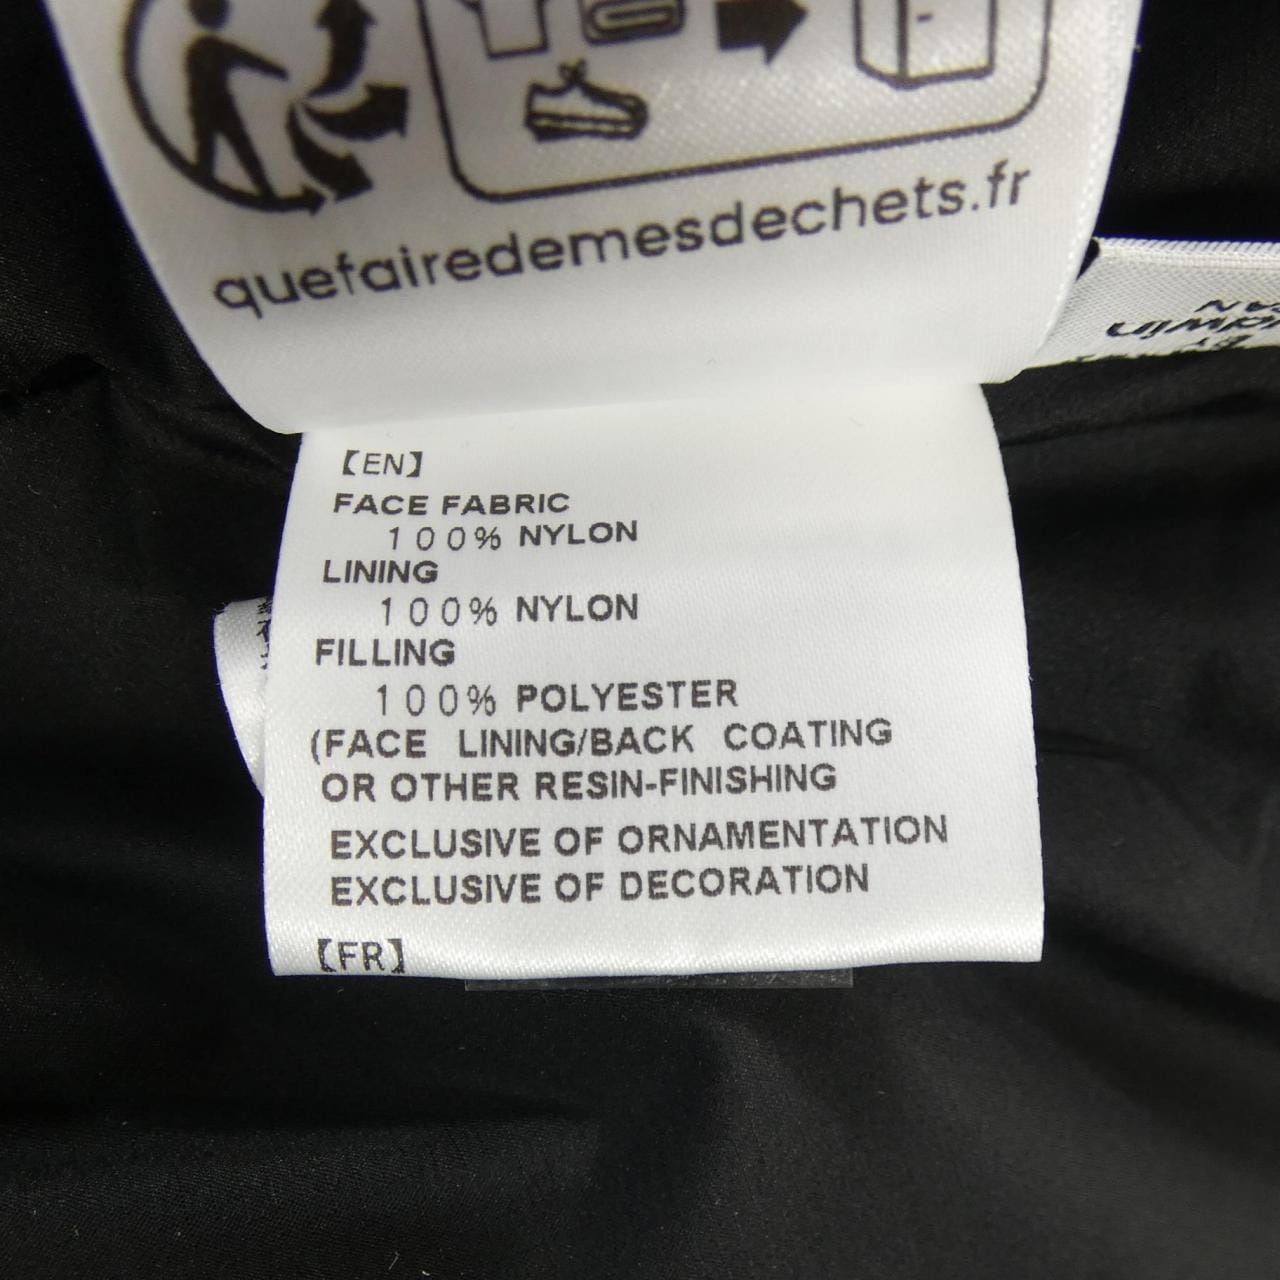 quefairedemesdechets.fr
【EN】
FACE FABRIC
100% NYLON
LINING
100% NYLON
FILLING
100% POLYESTER
(FACE LINING/BACK COATING
OR OTHER RESIN-FINISHING
EXCLUSIVE OF ORNAMENTATION
EXCLUSIVE OF DECORATION
【FR】